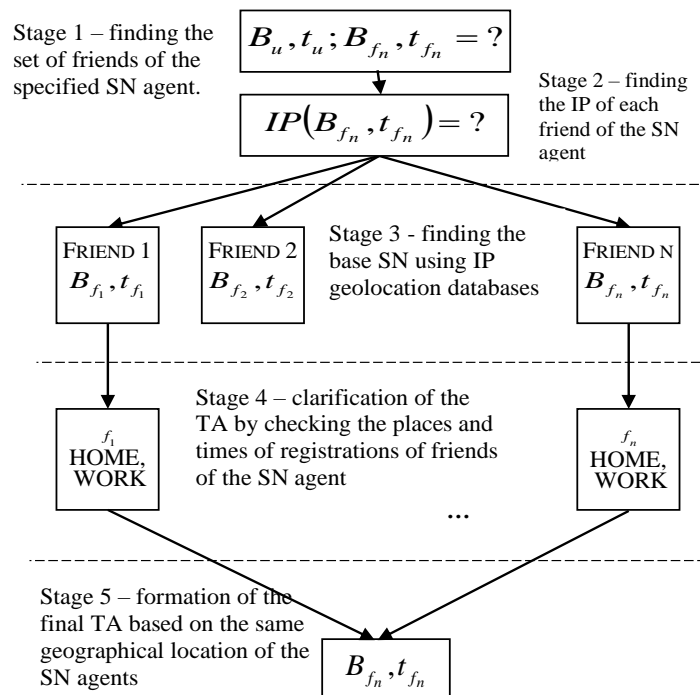 Stage 1 – finding the
set of friends of the
specified SN agent.
B_u, t_u; B_{f_n}, t_{f_n} = ?
Stage 2 – finding
the IP of each
friend of the SN
agent
IP(B_{f_n}, t_{f_n}) = ?
FRIEND 1
B_{f_1}, t_{f_1}
FRIEND 2
B_{f_2}, t_{f_2}
Stage 3 - finding the
base SN using IP
geolocation databases
FRIEND N
B_{f_n}, t_{f_n}
Stage 4 – clarification of the
TA by checking the places and
times of registrations of friends
of the SN agent
f_1
HOME,
WORK
f_n
HOME,
WORK
...
Stage 5 – formation of the
final TA based on the same
geographical location of the
SN agents
B_{f_n}, t_{f_n}